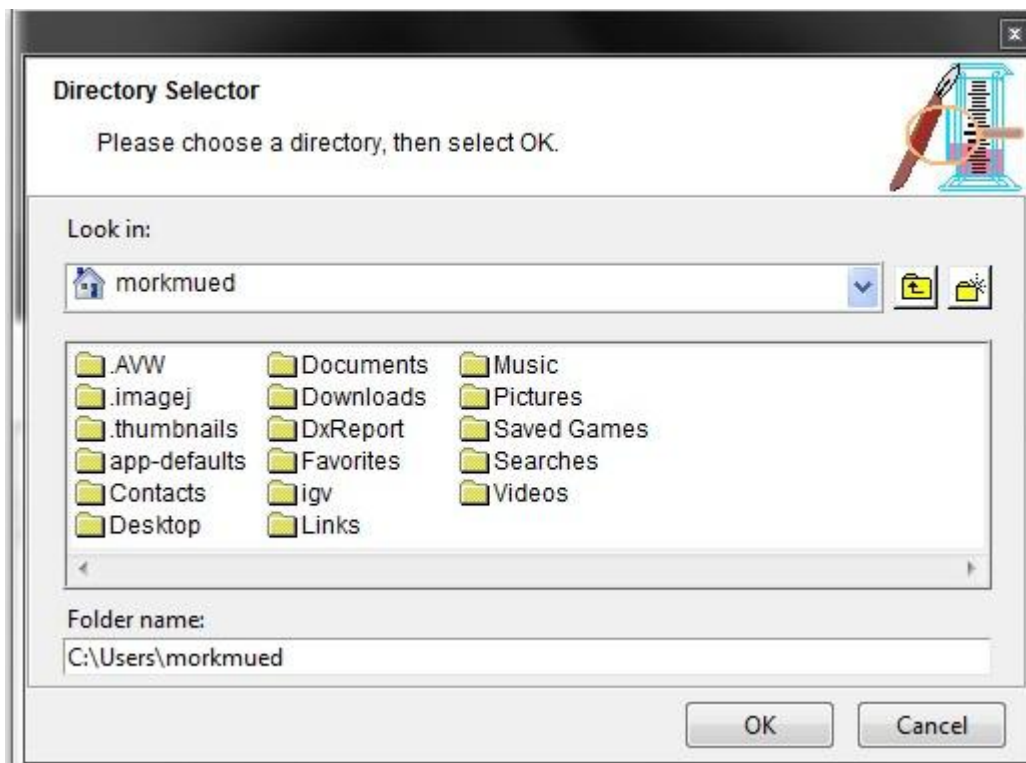 Directory Selector
Please choose a directory, then select OK.
Look in:
morkmued
.AVW Documents Music
.imagej Downloads Pictures
.thumbnails DxReport Saved Games
app-defaults Favorites Searches
Contacts igv Videos
Desktop Links
Folder name:
C:\Users\morkmued
OK Cancel